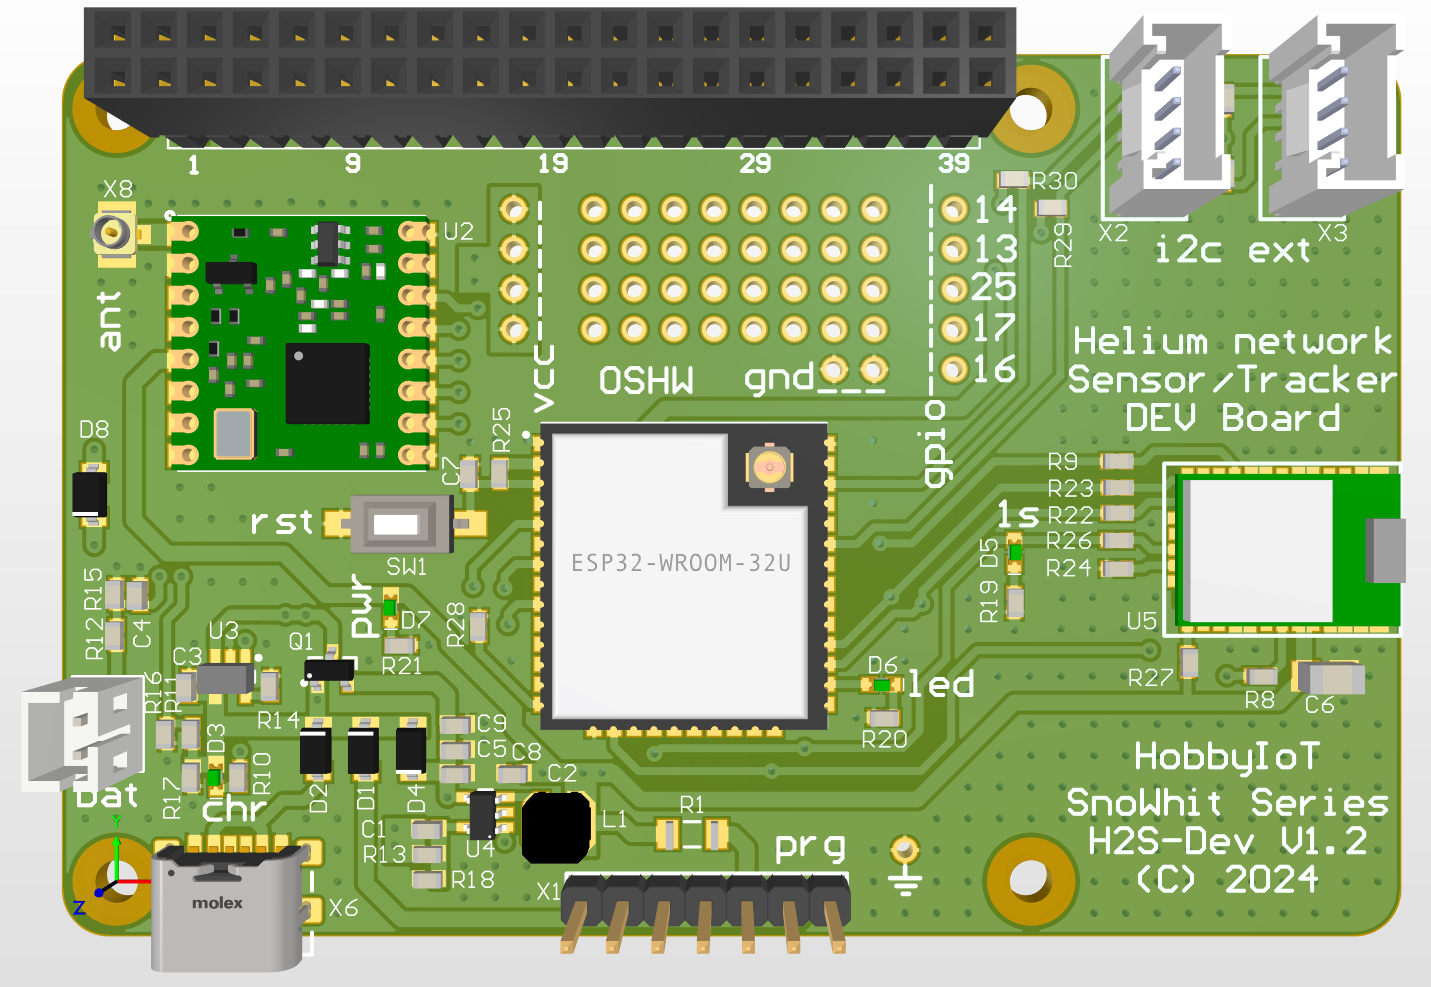 1 9 19 29 39
X8
U2
ant
vcc
OSHW
gnd
gpio
14
13
25
17
16
R30
R29
X2
X3
i2c ext
Helium network
Sensor/Tracker
DEV Board
D8
C7
R25
rst
SW1
ESP32-WROOM-32U
1s
D5
R19
R9
R23
R22
R26
R24
U5
R15
R12
C4
pwr
D7
R21
R28
U3
C3
Q1
R16
R11
R14
D6
led
R20
R27
R8
C6
bat
R17
D3
R10
chr
D2
D1
D4
C9
C5
C8
C2
C1
R13
R18
U4
L1
R1
prg
X1
X6
molex
Y
Z
HobbyIoT
SnoWhit Series
H2S-Dev V1.2
(C) 2024